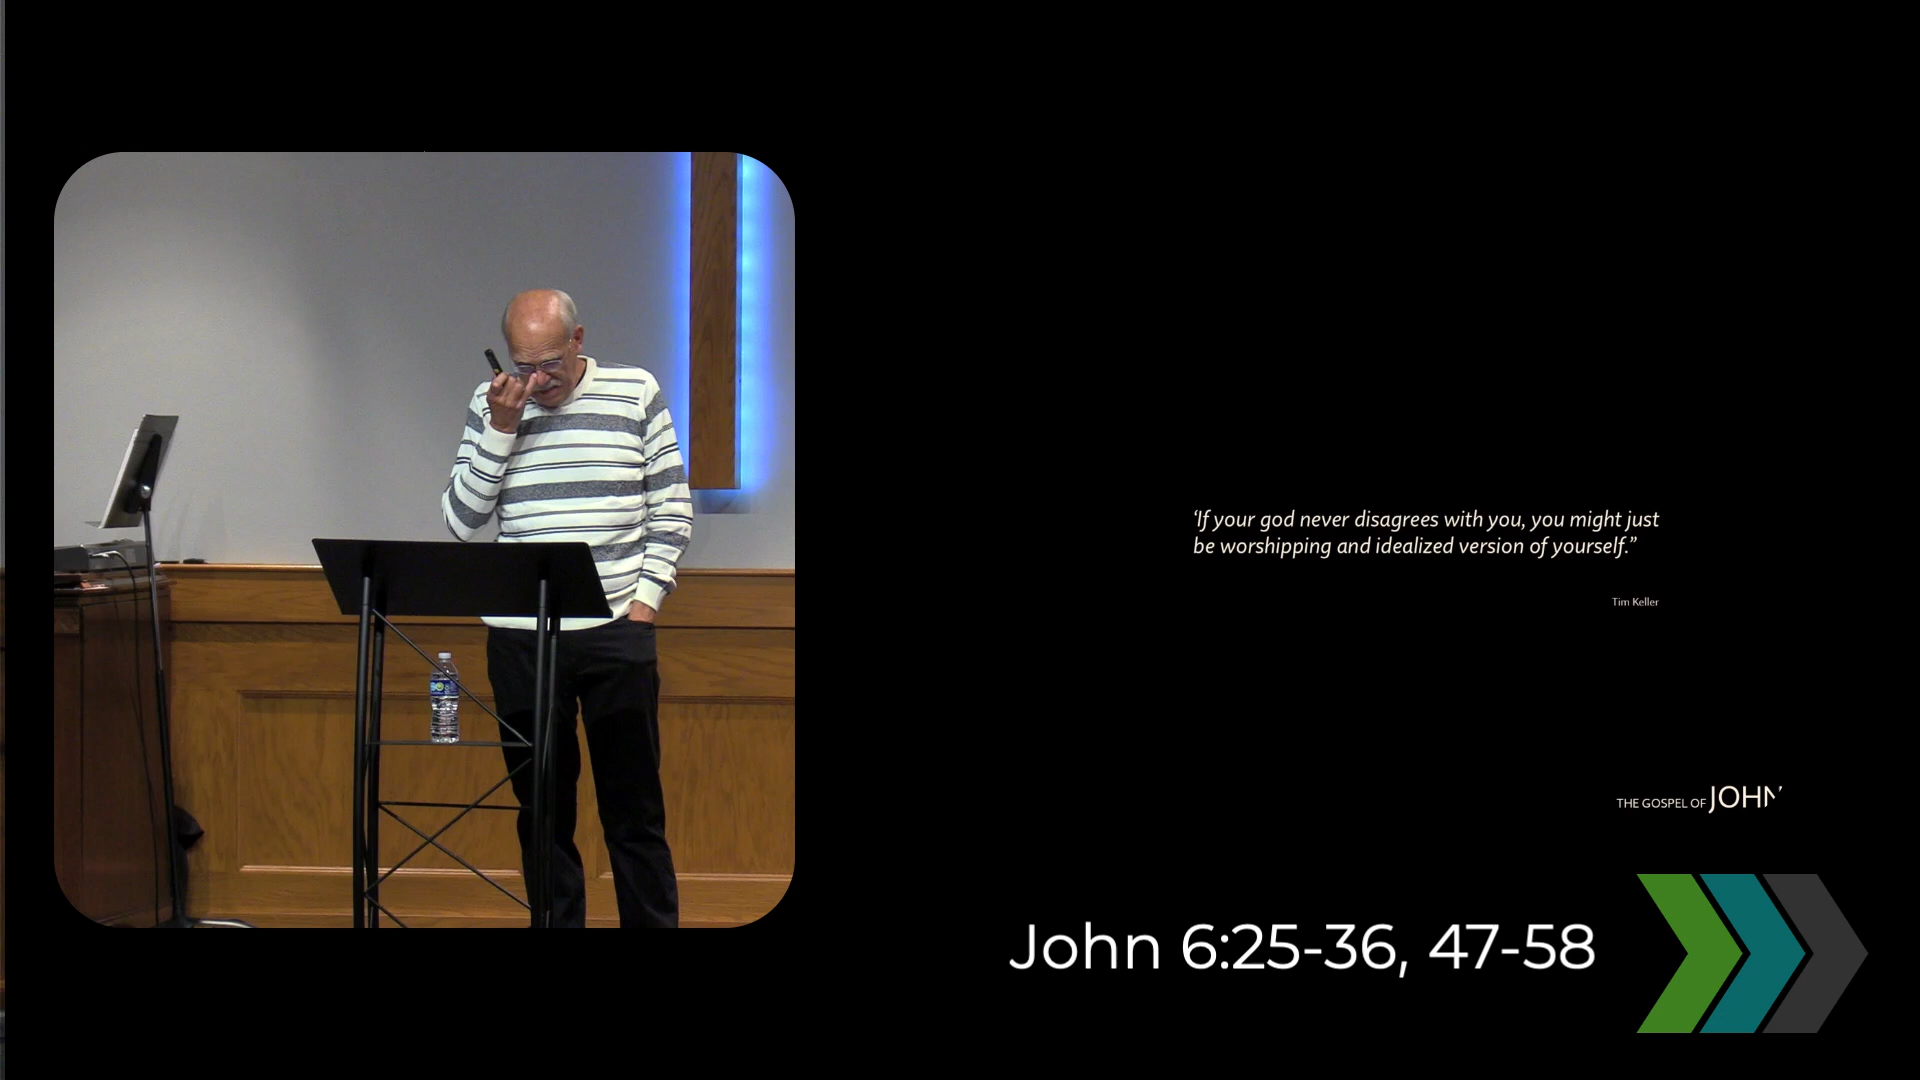 ‘If your god never disagrees with you, you might just
be worshipping and idealized version of yourself.”
Tim Keller
THE GOSPEL OF JOHN
John 6:25-36, 47-58